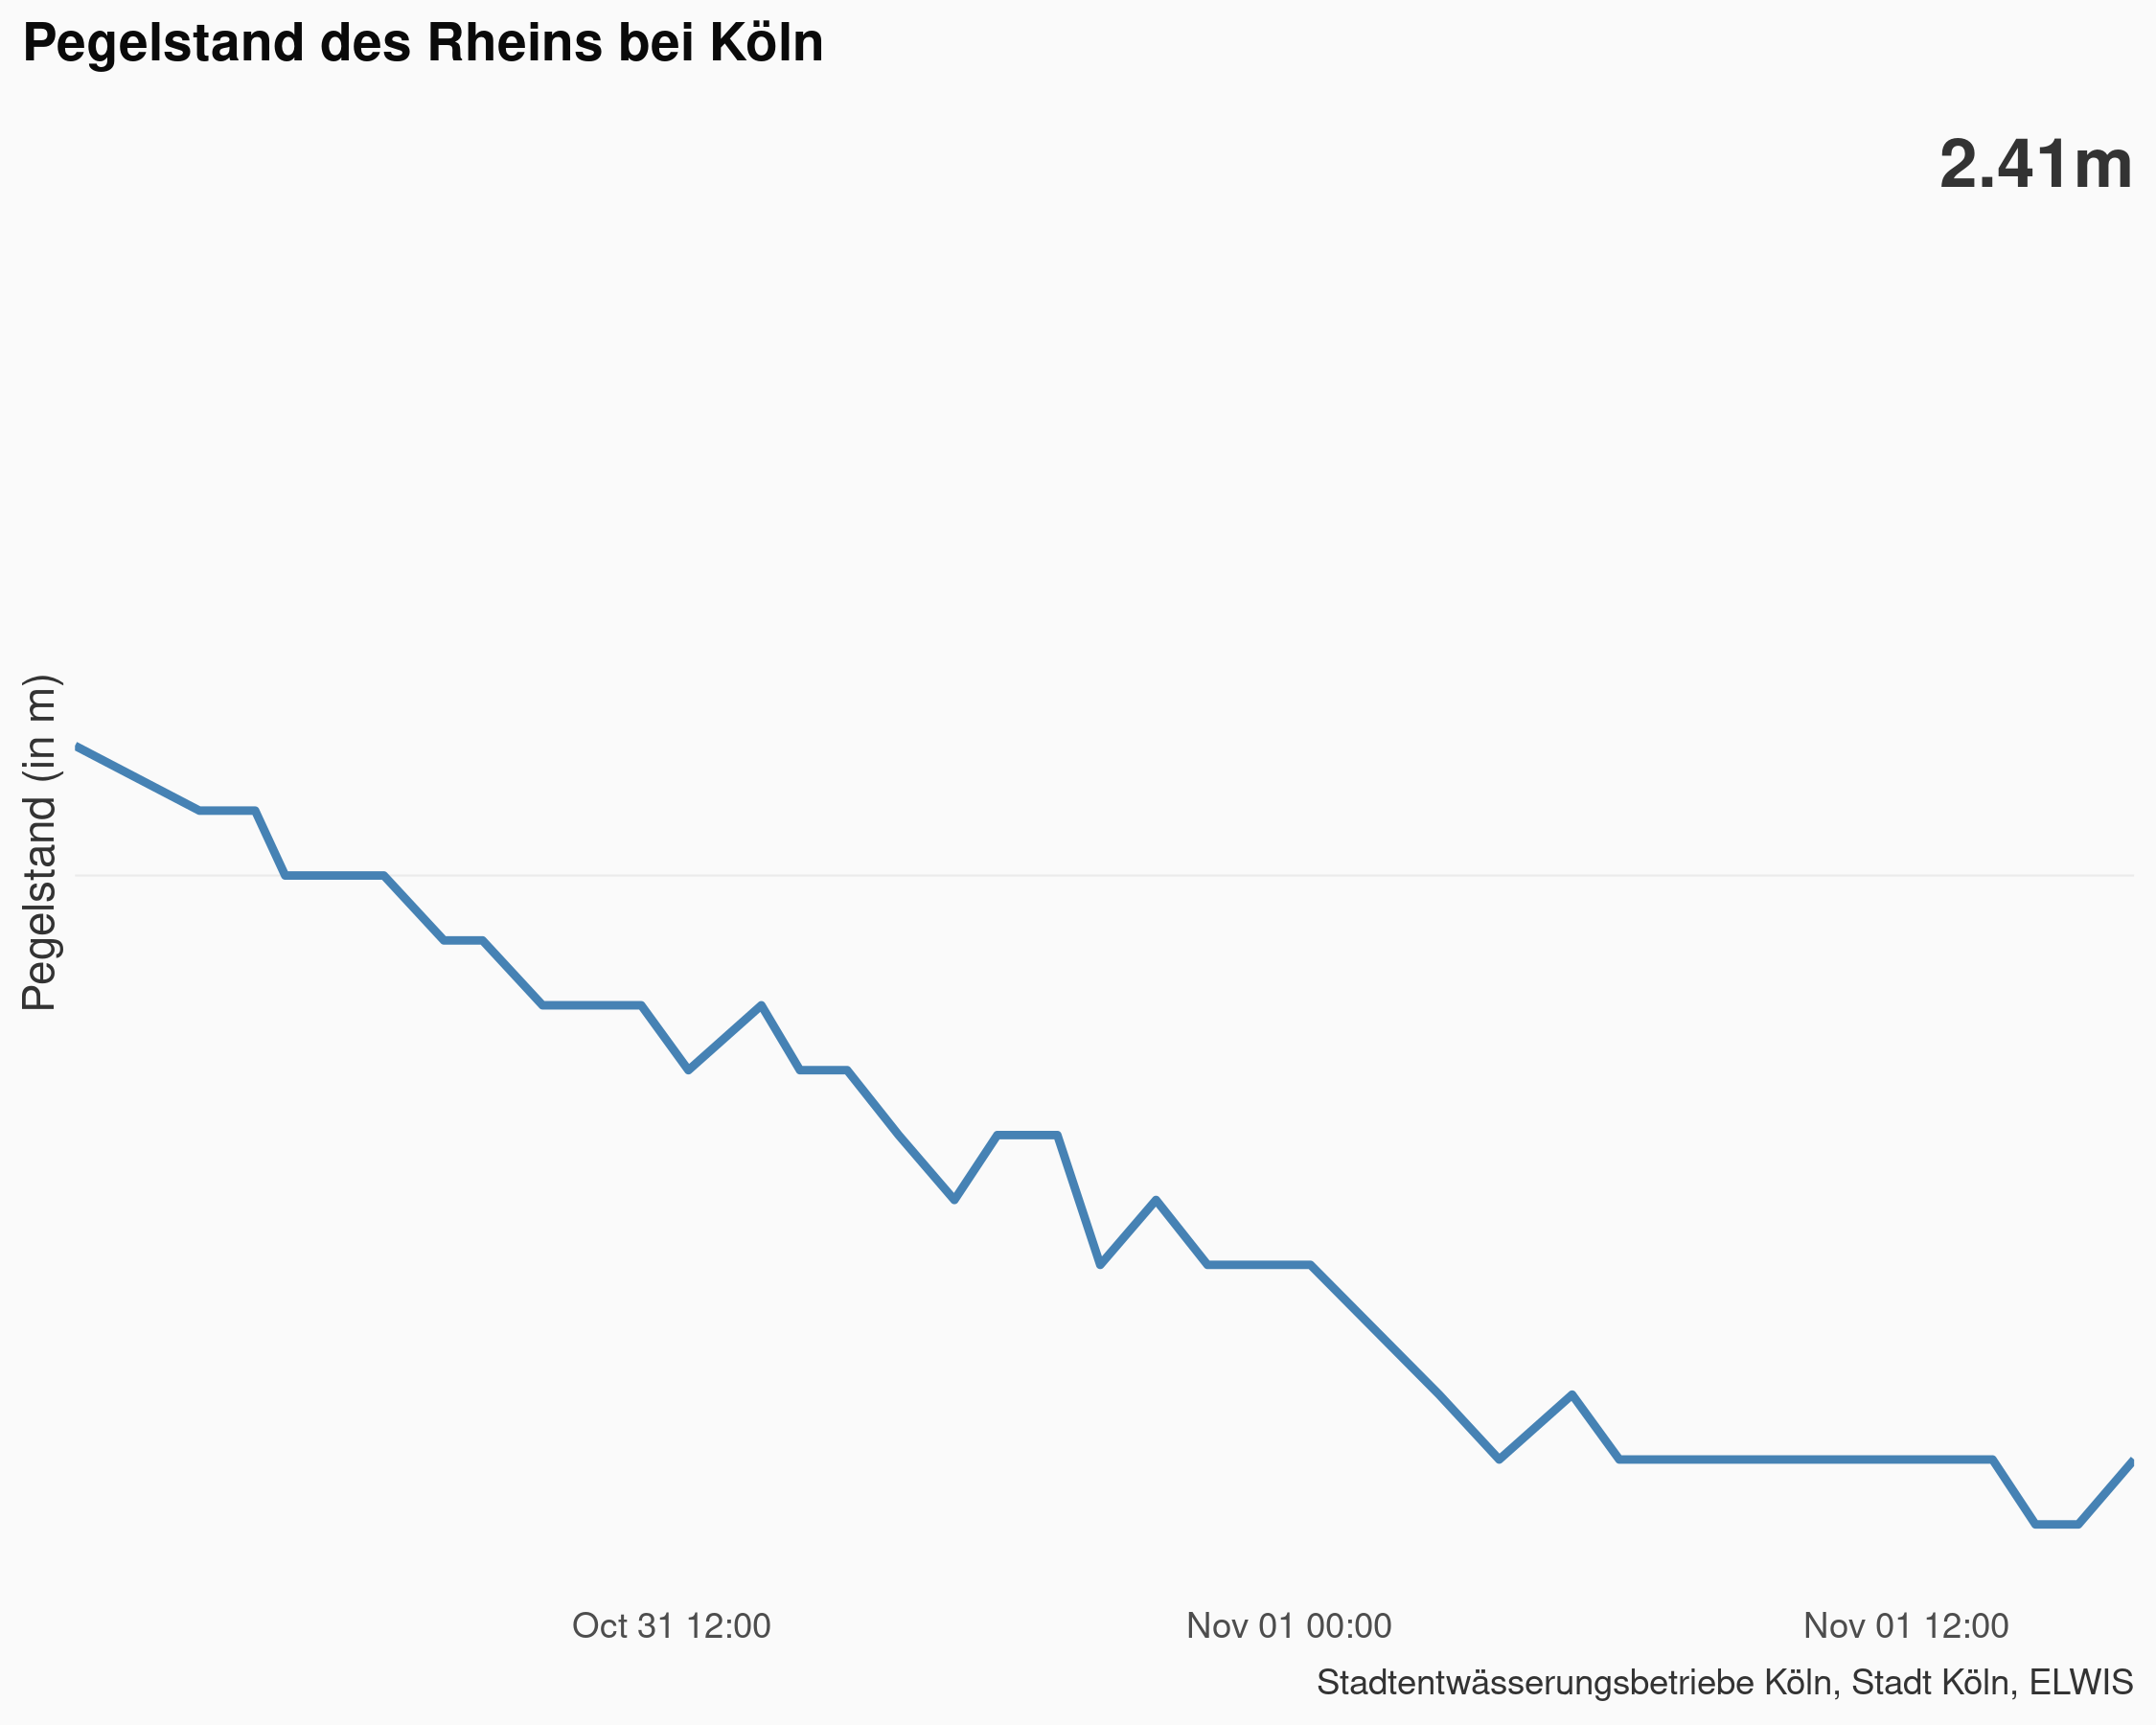 Pegelstand des Rheins bei Köln
2.41m
Pegelstand (in m)
Oct 31 12:00
Nov 01 00:00
Nov 01 12:00
Stadtentwässerungsbetriebe Köln, Stadt Köln, ELWIS